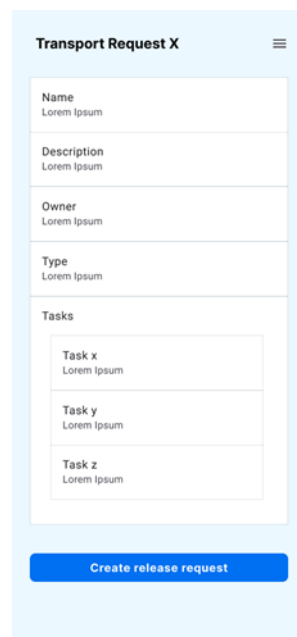 Transport Request X
Name
Lorem Ipsum
Description
Lorem Ipsum
Owner
Lorem Ipsum
Type
Lorem Ipsum
Tasks
Task x
Lorem Ipsum
Task y
Lorem Ipsum
Task z
Lorem Ipsum
Create release request